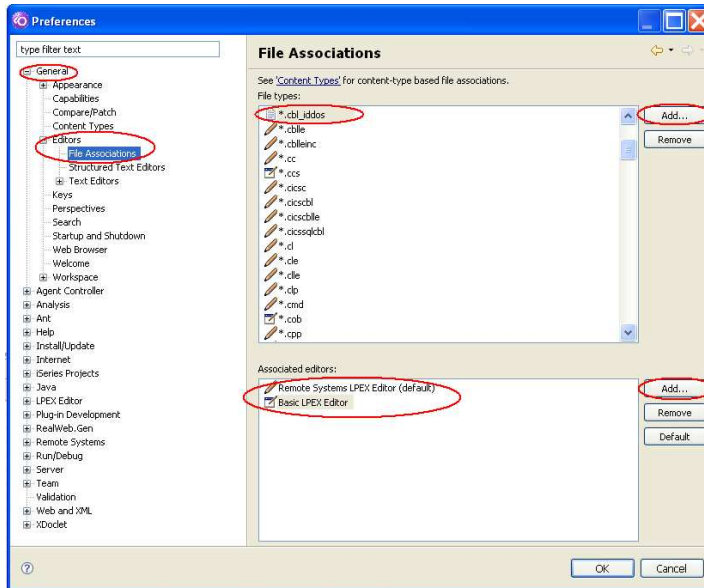 Preferences
type filter text
General
Appearance
Capabilities
Compare/Patch
Content Types
Editors
File Associations
Structured Text Editors
Text Editors
Keys
Perspectives
Search
Startup and Shutdown
Web Browser
Welcome
Workspace
Agent Controller
Analysis
Ant
Help
Install/Update
Internet
iSeries Projects
Java
LPEX Editor
Plug-in Development
RealWeb.Gen
Remote Systems
Run/Debug
Server
Team
Validation
Web and XML
XDoclet
File Associations
See 'Content Types' for content-type based file associations.
File types:
*.cbl_iddos
*.cblle
*.cblleinc
*.cc
*.ccs
*.cicsc
*.cicscbl
*.cicscblle
*.cicssqlcbl
*.cl
*.cle
*.clle
*.clp
*.cmd
*.cob
*.cpp
Add...
Remove
Associated editors:
Remote Systems LPEX Editor (default)
Basic LPEX Editor
Add...
Remove
Default
?
OK
Cancel